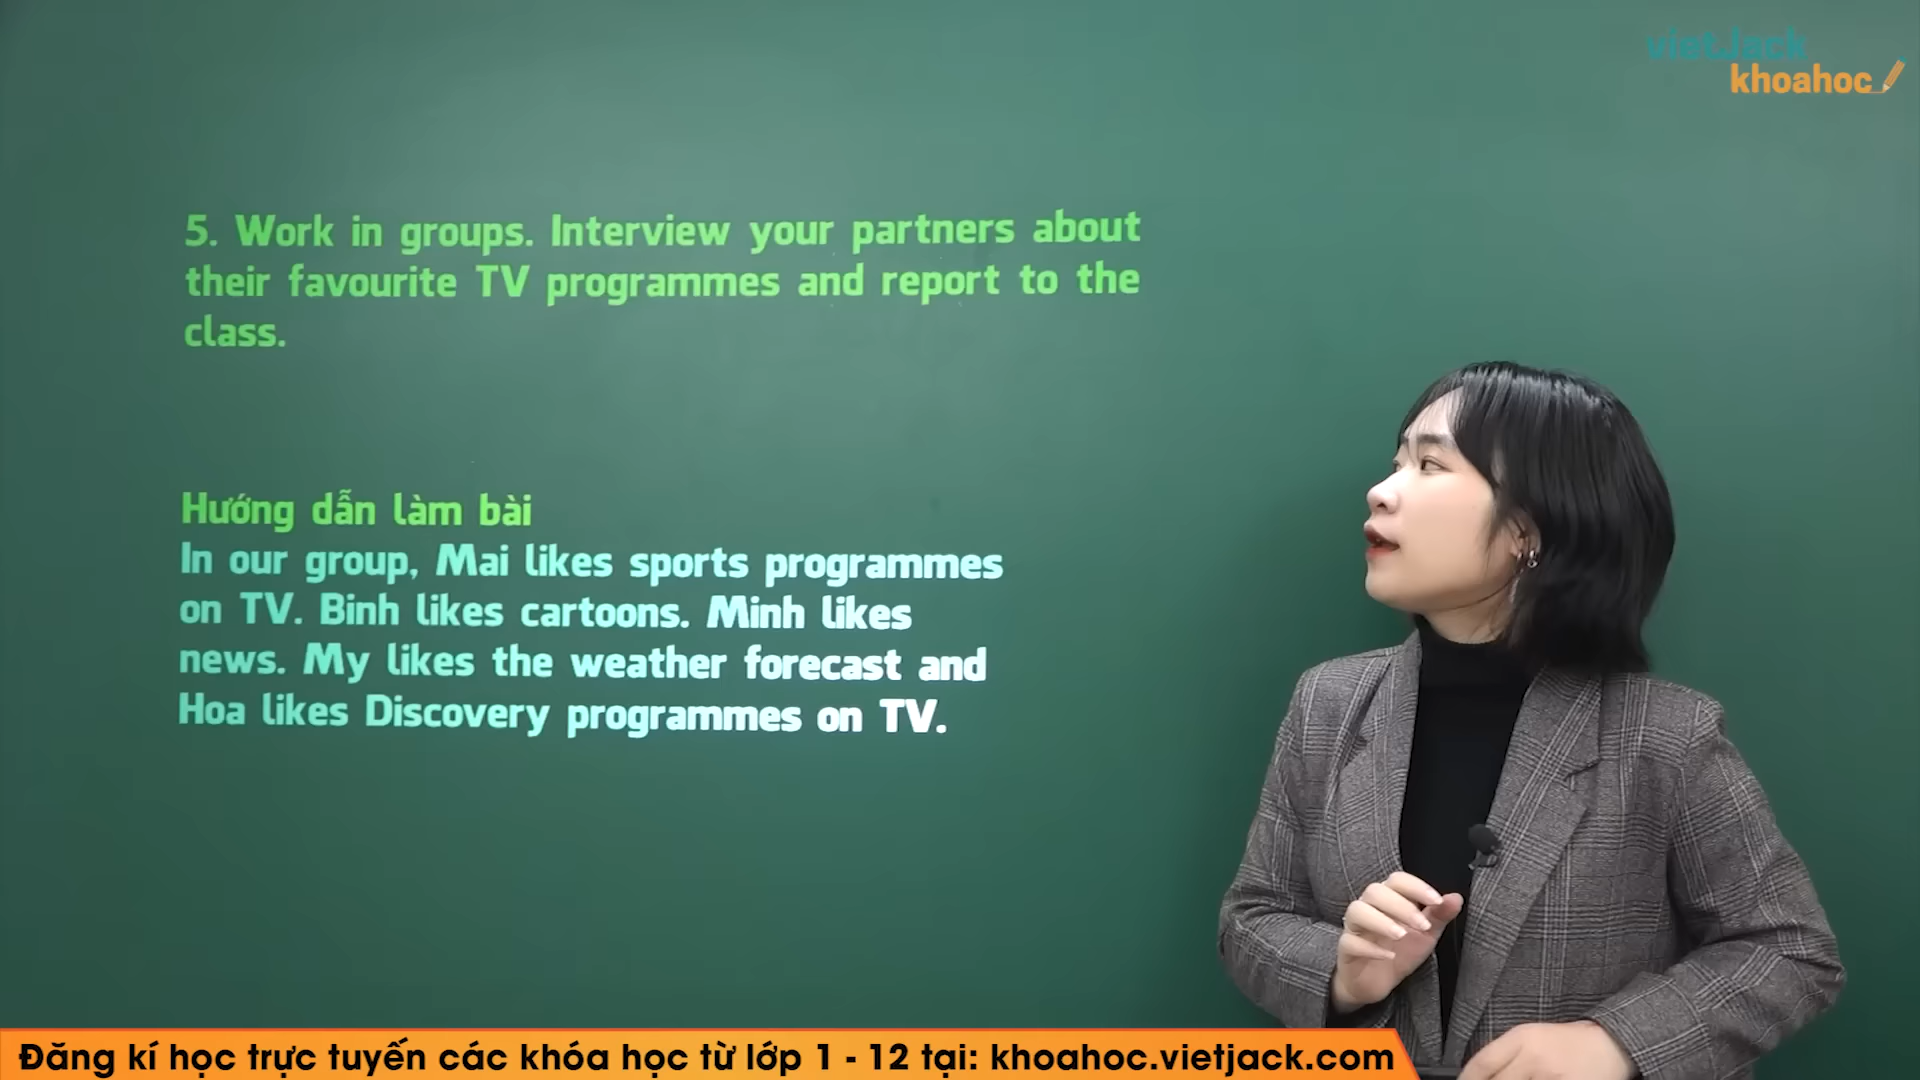 vietJack
khoahoc
5. Work in groups. Interview your partners about
their favourite TV programmes and report to the
class.
Hướng dẫn làm bài
In our group, Mai likes sports programmes
on TV. Binh likes cartoons. Minh likes
news. My likes the weather forecast and
Hoa likes Discovery programmes on TV.
Đăng kí học trực tuyến các khóa học từ lớp 1 - 12 tại: khoahoc.vietjack.com